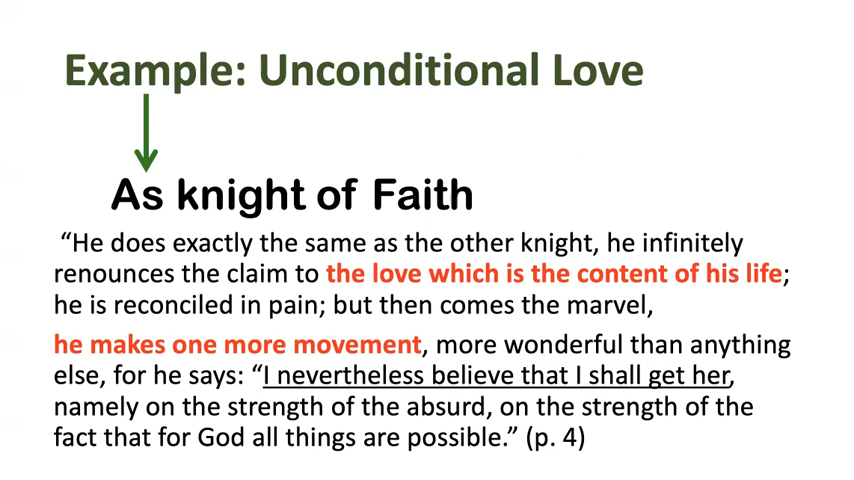 Example: Unconditional Love
As knight of Faith
“He does exactly the same as the other knight, he infinitely
renounces the claim to the love which is the content of his life;
he is reconciled in pain; but then comes the marvel,
he makes one more movement, more wonderful than anything
else, for he says: “I nevertheless believe that I shall get her,
namely on the strength of the absurd, on the strength of the
fact that for God all things are possible.” (p. 4)